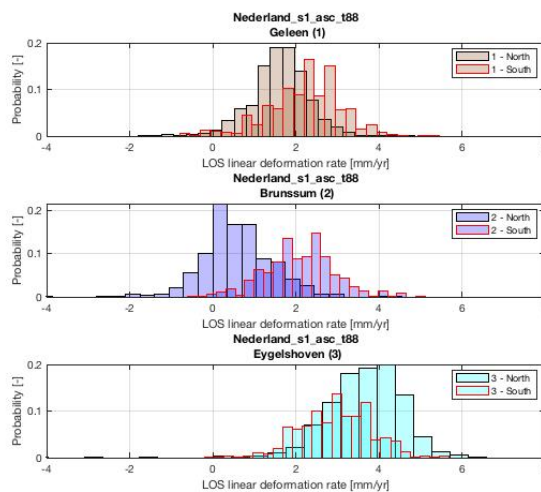 Nederland_s1_asc_t88
Geleen (1)
Probability [-]
0.2
0.1
0
-4 -2 0 2 4 6
LOS linear deformation rate [mm/yr]
1 - North
1 - South
Nederland_s1_asc_t88
Brunssum (2)
Probability [-]
0.2
0.1
0
-4 -2 0 2 4 6
LOS linear deformation rate [mm/yr]
2 - North
2 - South
Nederland_s1_asc_t88
Eygelshoven (3)
Probability [-]
0.2
0.1
0
-4 -2 0 2 4 6
LOS linear deformation rate [mm/yr]
3 - North
3 - South